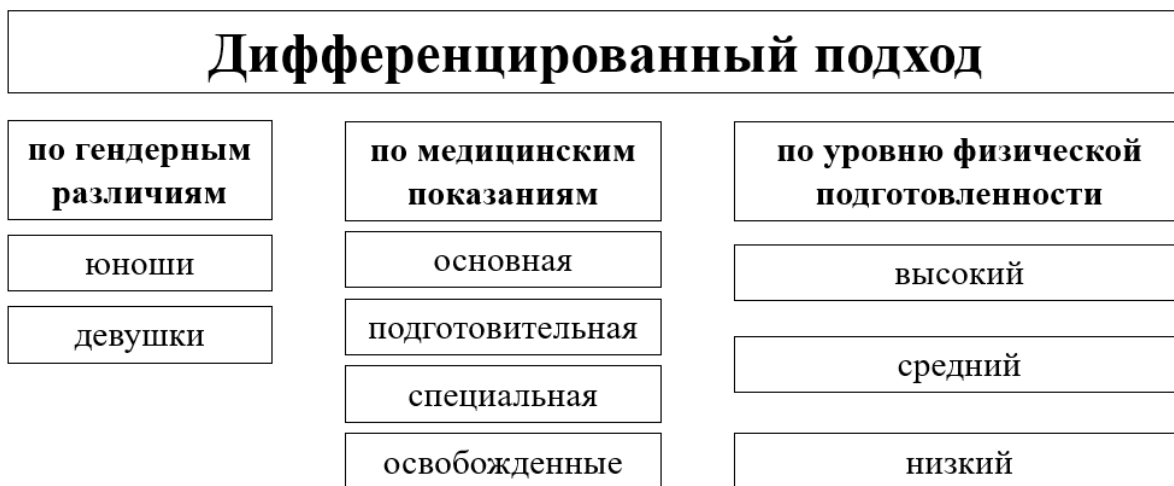 Дифференцированный подход
по гендерным
различиям
юноши
девушки
по медицинским
показаниям
основная
подготовительная
специальная
освобожденные
по уровню физической
подготовленности
высокий
средний
низкий